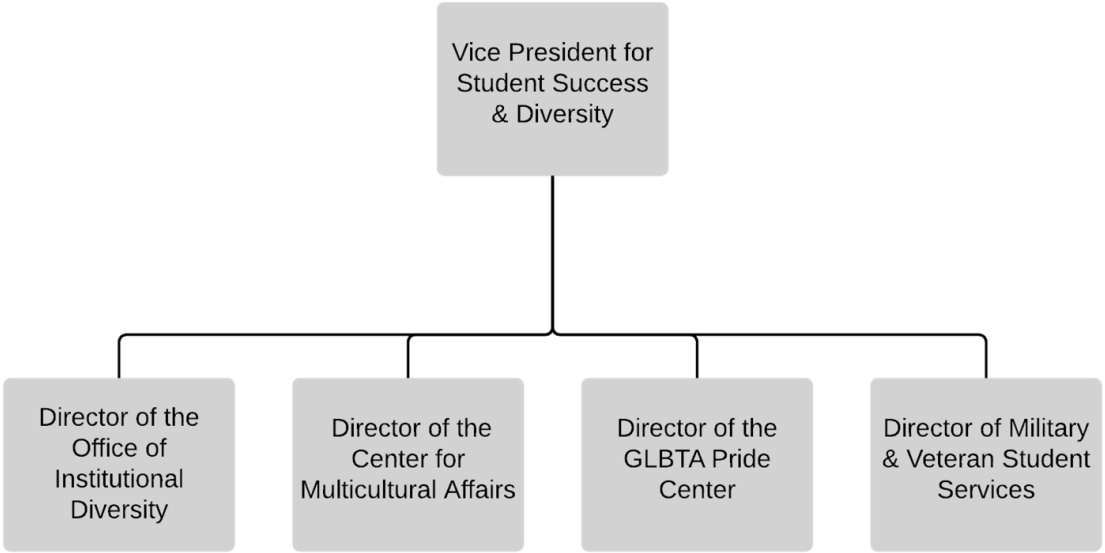 Vice President for
Student Success
& Diversity
Director of the
Office of
Institutional
Diversity
Director of the
Center for
Multicultural Affairs
Director of the
GLBTA Pride
Center
Director of Military
& Veteran Student
Services